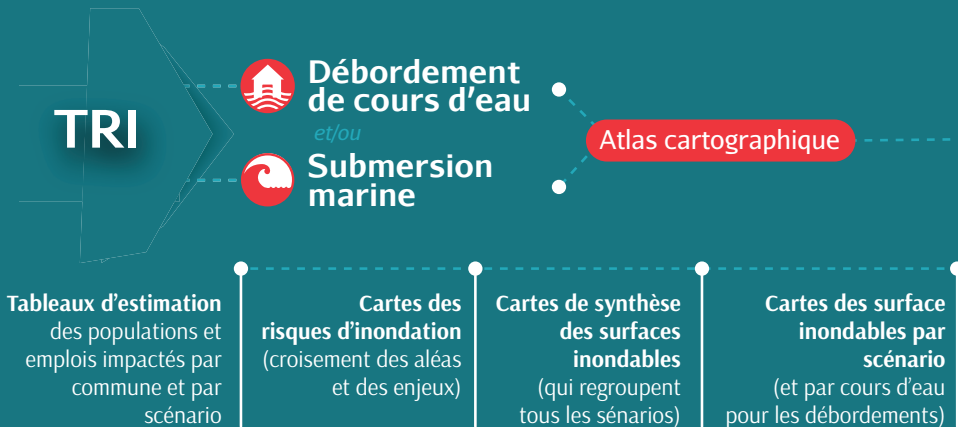 TRI
Débordement
de cours d'eau
et/ou
Submersion
marine
Atlas cartographique
Tableaux d'estimation
des populations et
emplois impactés par
commune et par
scénario
Cartes des
risques d'inondation
(croisement des aléas
et des enjeux)
Cartes de synthèse
des surfaces
inondables
(qui regroupent
tous les sénarios)
Cartes des surface
inondables par
scénario
(et par cours d'eau
pour les débordements)